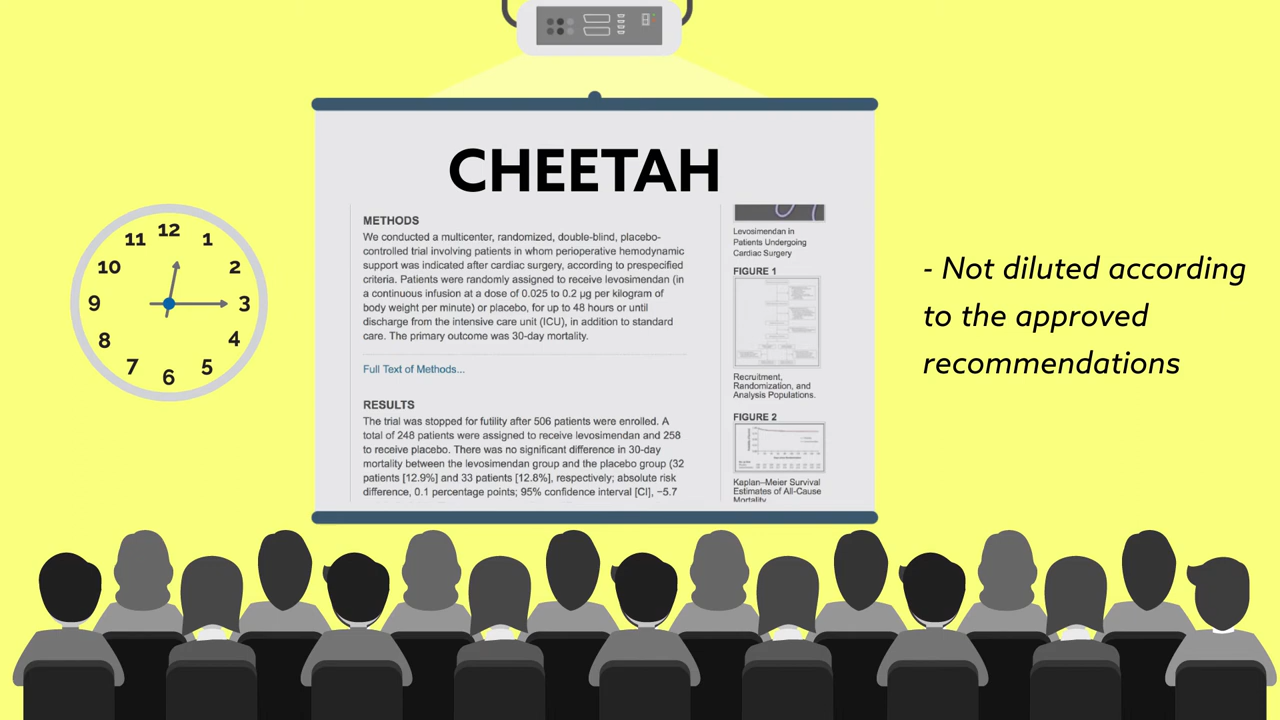 CHEETAH
METHODS
We conducted a multicenter, randomized, double-blind, placebo-
controlled trial involving patients in whom perioperative hemodynamic
support was indicated after cardiac surgery, according to prespecified
criteria. Patients were randomly assigned to receive levosimendan (in
a continuous infusion at a dose of 0.025 to 0.2 μg per kilogram of
body weight per minute) or placebo, for up to 48 hours or until
discharge from the intensive care unit (ICU), in addition to standard
care. The primary outcome was 30-day mortality.
Full Text of Methods...
RESULTS
The trial was stopped for futility after 506 patients were enrolled. A
total of 248 patients were assigned to receive levosimendan and 258
to receive placebo. There was no significant difference in 30-day
mortality between the levosimendan group and the placebo group (32
patients [12.9%] and 33 patients [12.8%], respectively; absolute risk
difference, 0.1 percentage points; 95% confidence interval [CI], −5.7
Levosimendan in
Patients Undergoing
Cardiac Surgery
FIGURE 1
Recruitment,
Randomization, and
Analysis Populations.
FIGURE 2
Kaplan–Meier Survival
Estimates of All-Cause
Mortality
12
1
2
3
4
5
6
7
8
9
10
11
- Not diluted according
to the approved
recommendations